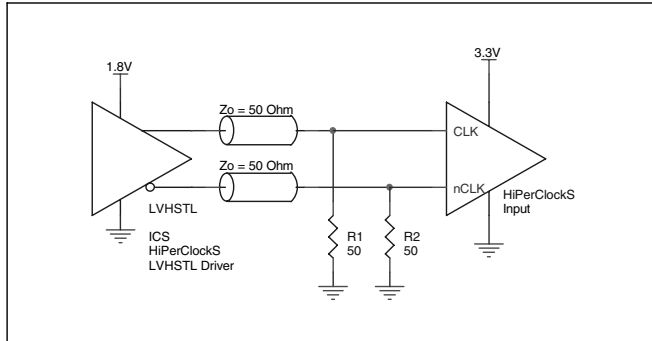 1.8V
3.3V
Zo = 50 Ohm
CLK
Zo = 50 Ohm
nCLK
HiPerClockS
Input
LVHSTL
ICS
HiPerClockS
LVHSTL Driver
R1
50
R2
50